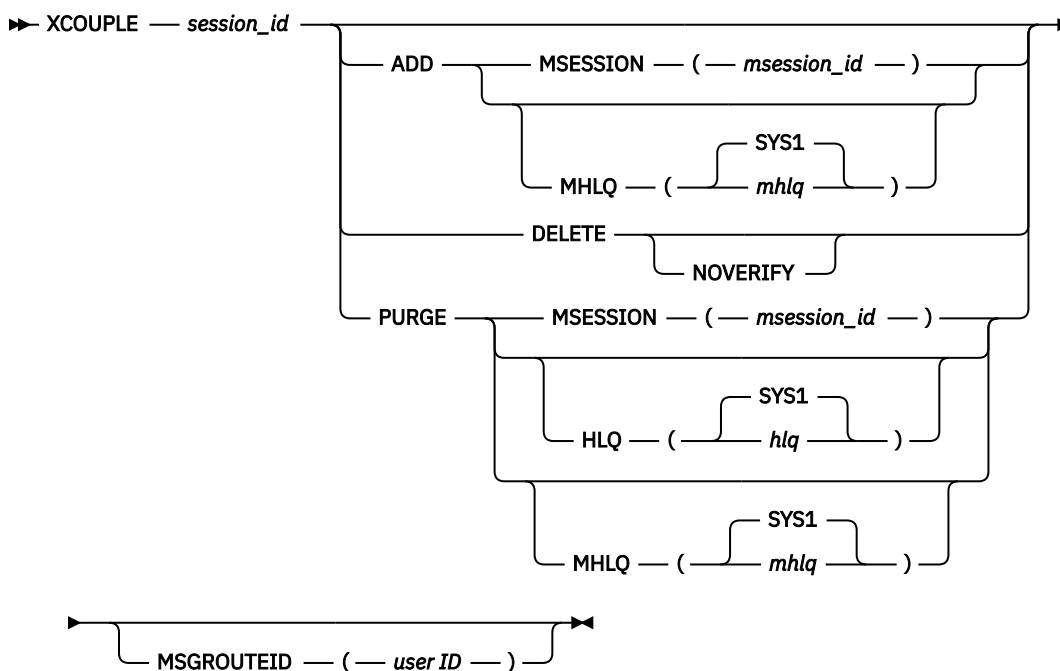 XCOUPLE session_id
ADD MSESSION ( msession_id )
SYS1
MHLQ ( mhlq )
DELETE
NOVERIFY
PURGE MSESSION ( msession_id )
SYS1
HLQ ( hlq )
SYS1
MHLQ ( mhlq )
MSGROUTEID ( user ID )